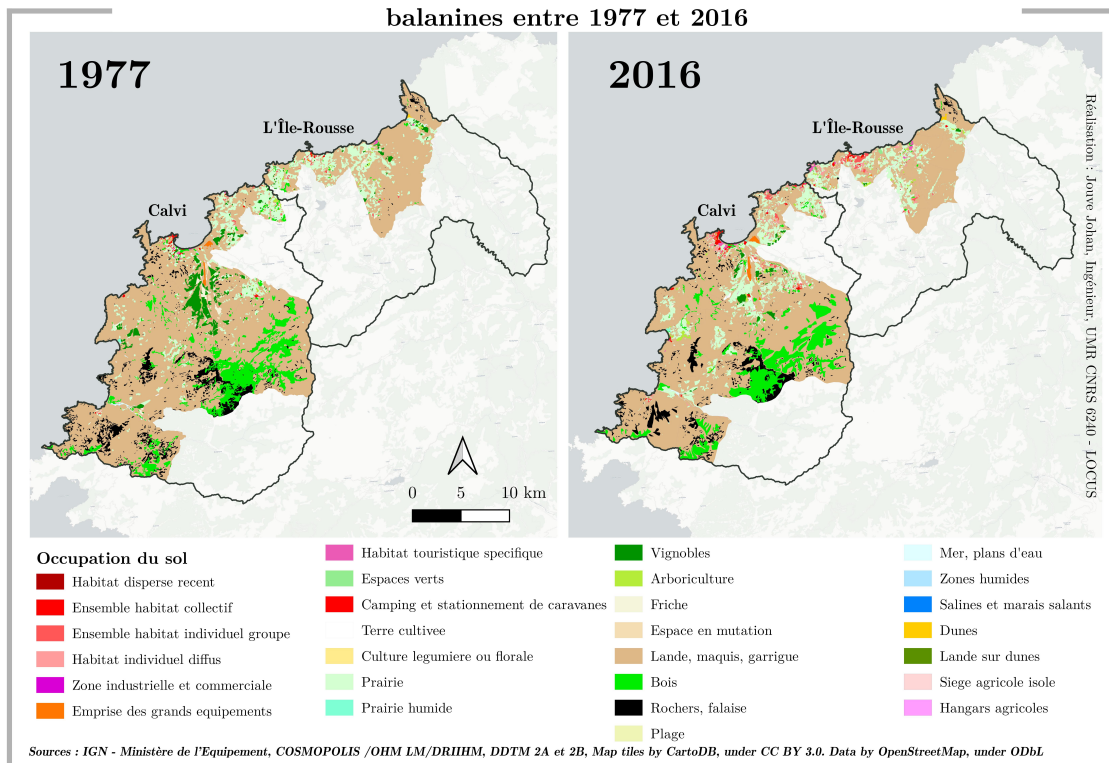 balanines entre 1977 et 2016
1977
L'Île-Rousse
Calvi
0 5 10 km
2016
L'Île-Rousse
Calvi
Réalisation : Jouve Johan, Ingénieur, UMR CNRS 6240 - LOCUS
Occupation du sol
Habitat disperse recent
Ensemble habitat collectif
Ensemble habitat individuel groupe
Habitat individuel diffus
Zone industrielle et commerciale
Emprise des grands equipements
Habitat touristique specifique
Espaces verts
Camping et stationnement de caravanes
Terre cultivee
Culture legumiere ou florale
Prairie
Prairie humide
Vignobles
Arboriculture
Friche
Espace en mutation
Lande, maquis, garrigue
Bois
Rochers, falaise
Plage
Mer, plans d'eau
Zones humides
Salines et marais salants
Dunes
Lande sur dunes
Siege agricole isole
Hangars agricoles
Sources : IGN - Ministère de l'Equipement, COSMOPOLIS /OHM LM/DRIIHM, DDTM 2A et 2B, Map tiles by CartoDB, under CC BY 3.0. Data by OpenStreetMap, under ODbL